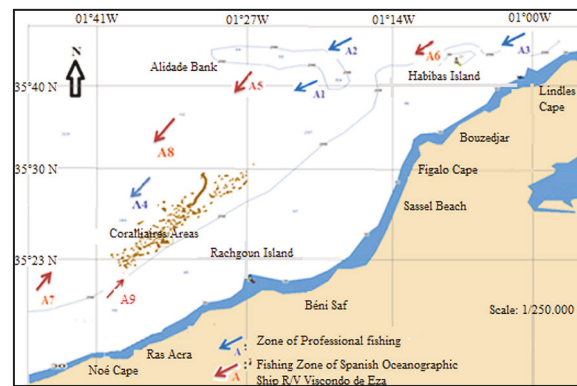 01°41 W 01°27 W 01°14 W 01°00 W
N
A2
A3
A6
Alidade Bank
Habibas Island
A5
A1
35°40 N
Lindles
Cape
Bouzedjar
A8
35°30 N
Figalo Cape
A4
Sassel Beach
Coralliaires Areas
Rachgoun Island
35°23 N
A7
A9
Béni Saf
Scale: 1/250.000
Ras Acra
Noé Cape
A
Zone of Professional fishing
A
Fishing Zone of Spanish Oceanographic
Ship R/V Viscondo de Eza